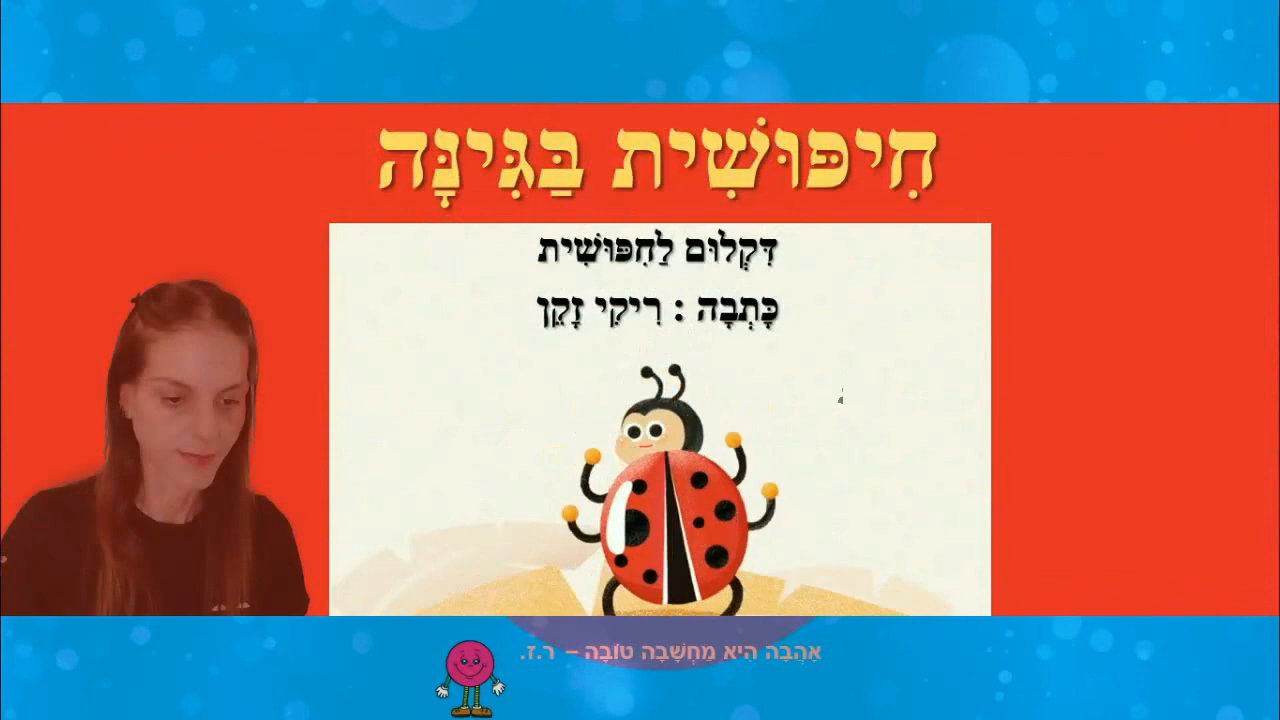 חִיפּוּשִׁית בַּגִּינָּה
דִּקְלוּם לַחִפּוּשִׁית
כָּתְבָה : רִיקִי זָקֵן
אַהֲבָה הִיא מַחְשָׁבָה טוֹבָה – ר.ז.